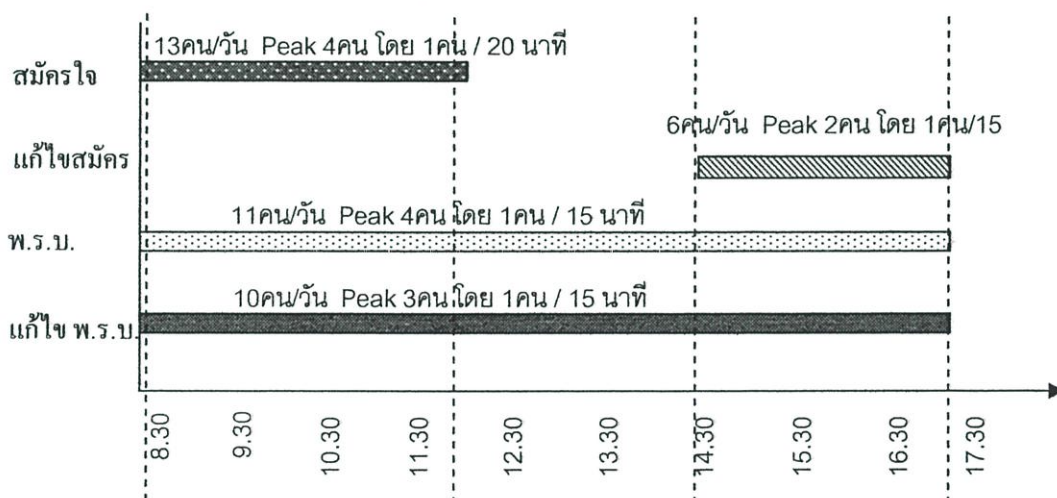 13คน/วัน Peak 4คน โดย 1คน / 20 นาที
สมัครใจ
6คน/วัน Peak 2คน โดย 1คน/15
แก้ไขสมัคร
11คน/วัน Peak 4คน โดย 1คน / 15 นาที
พ.ร.บ.
10คน/วัน Peak 3คน โดย 1คน / 15 นาที
แก้ไข พ.ร.บ.
8.30 9.30 10.30 11.30 12.30 13.30 14.30 15.30 16.30 17.30